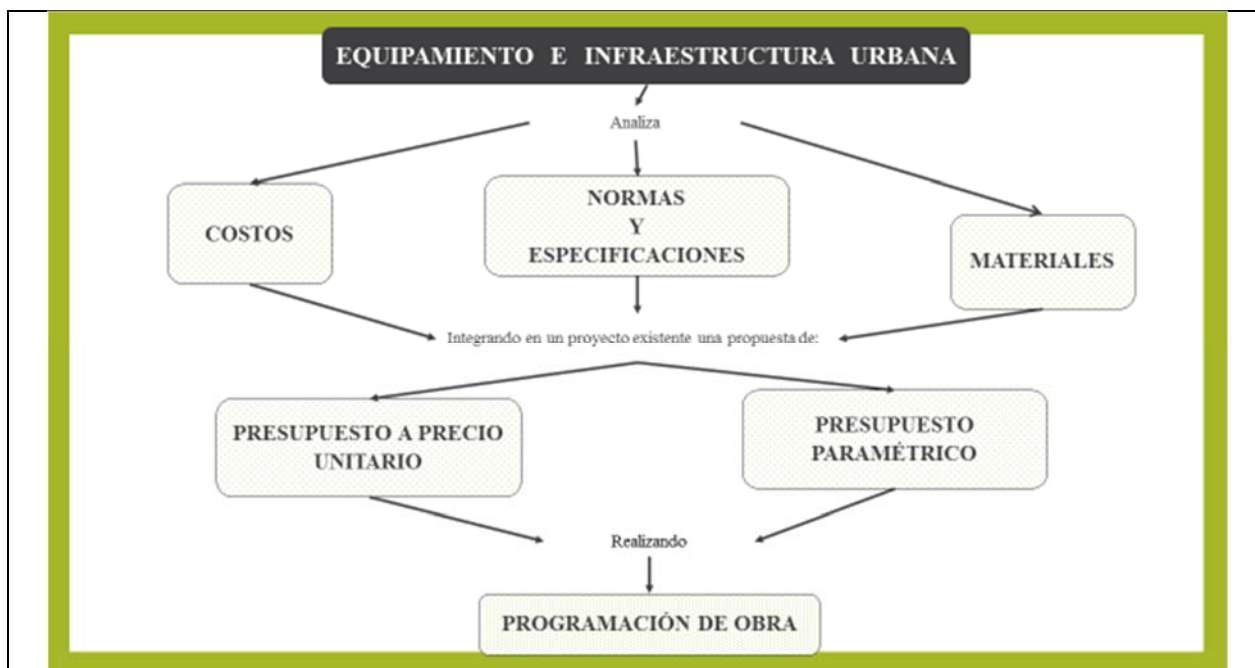 EQUIPAMIENTO E INFRAESTRUCTURA URBANA
Analiza
COSTOS
NORMAS
Y
ESPECIFICACIONES
MATERIALES
Integrando en un proyecto existente una propuesta de:
PRESUPUESTO A PRECIO
UNITARIO
PRESUPUESTO
PARAMÉTRICO
Realizando
PROGRAMACIÓN DE OBRA